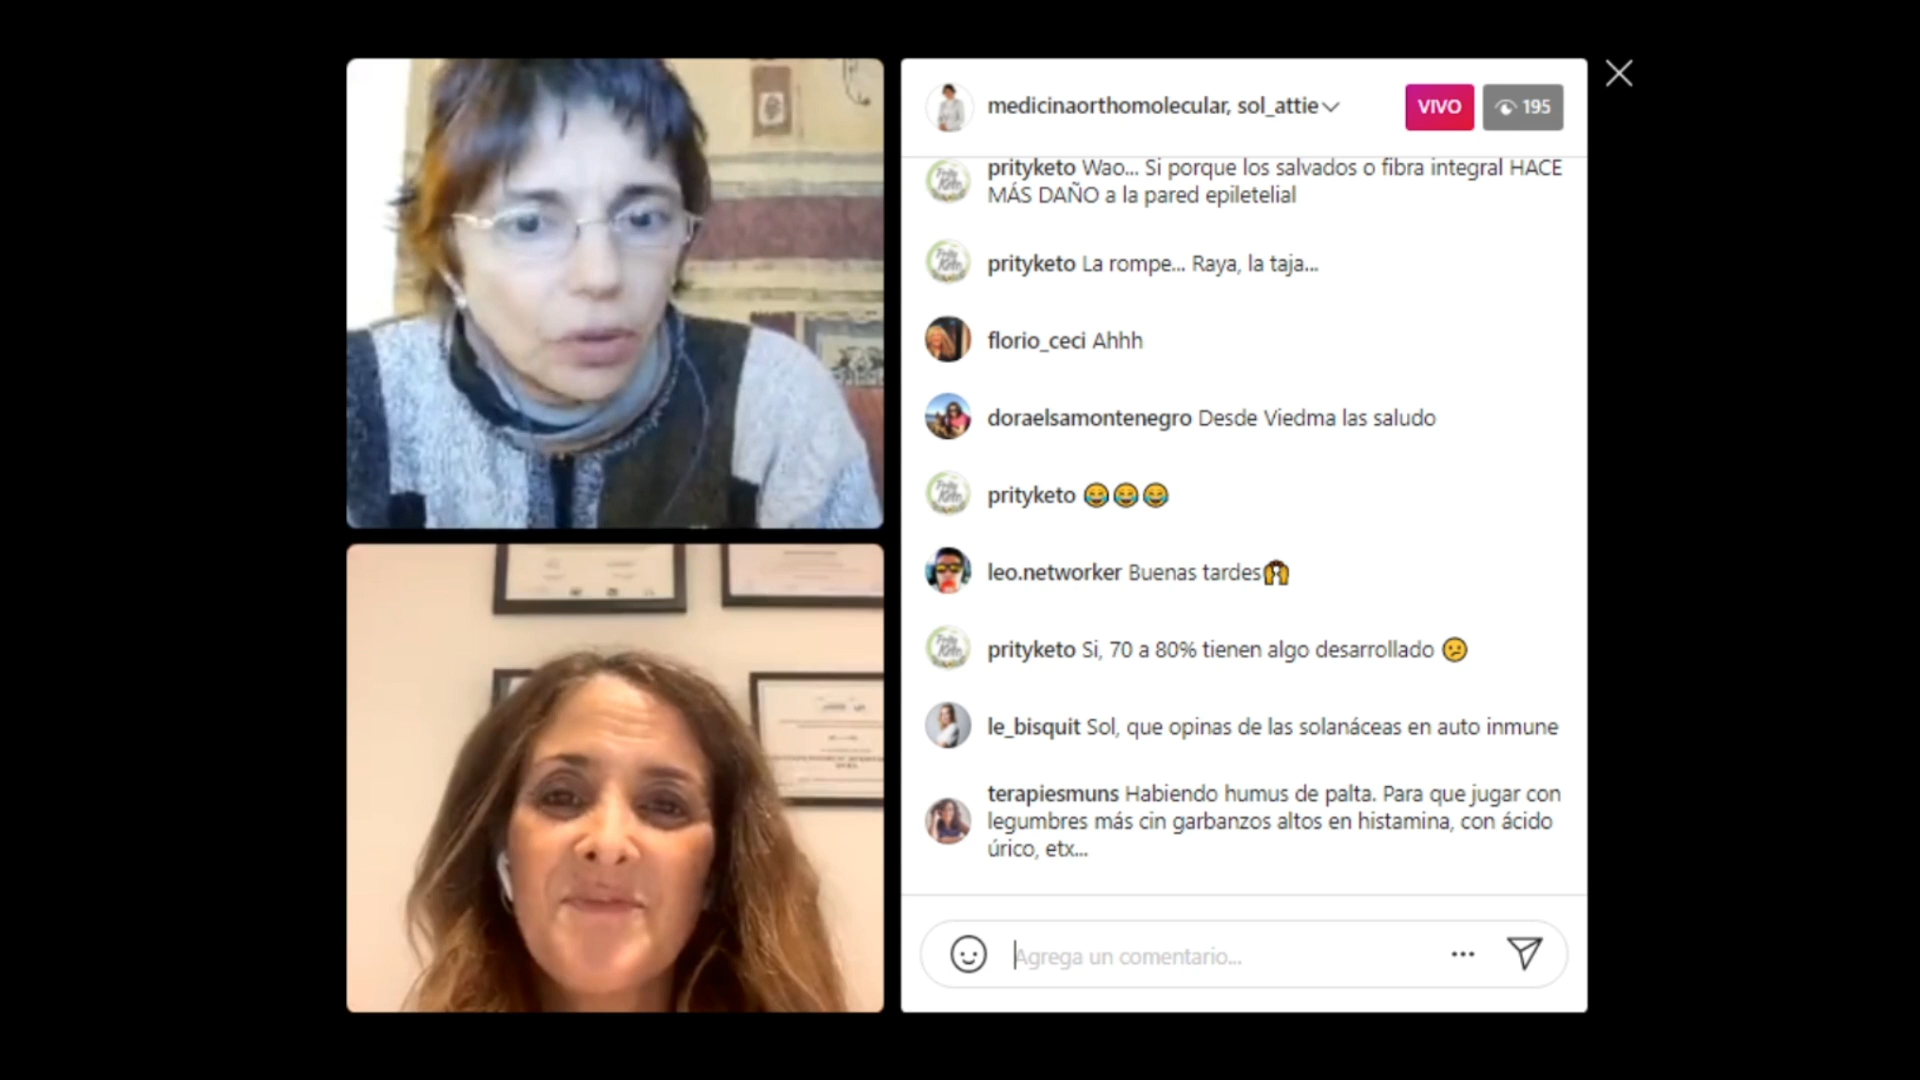 medicinaorthomolecular, sol_attie
VIVO
195
prityketo Wao... Si porque los salvados o fibra integral HACE
MÁS DAÑO a la pared epiletelial
prityketo La rompe... Raya, la taja...
florio_ceci Ahhh
doraelsamontenegro Desde Viedma las saludo
prityketo 😂😂😂
leo.networker Buenas tardes🙌
prityketo Si, 70 a 80% tienen algo desarrollado 😕
le_bisquit Sol, que opinas de las solanáceas en auto inmune
terapiesmuns Habiendo humus de palta. Para que jugar con
legumbres más cin garbanzos altos en histamina, con ácido
úrico, etx...
Agrega un comentario...